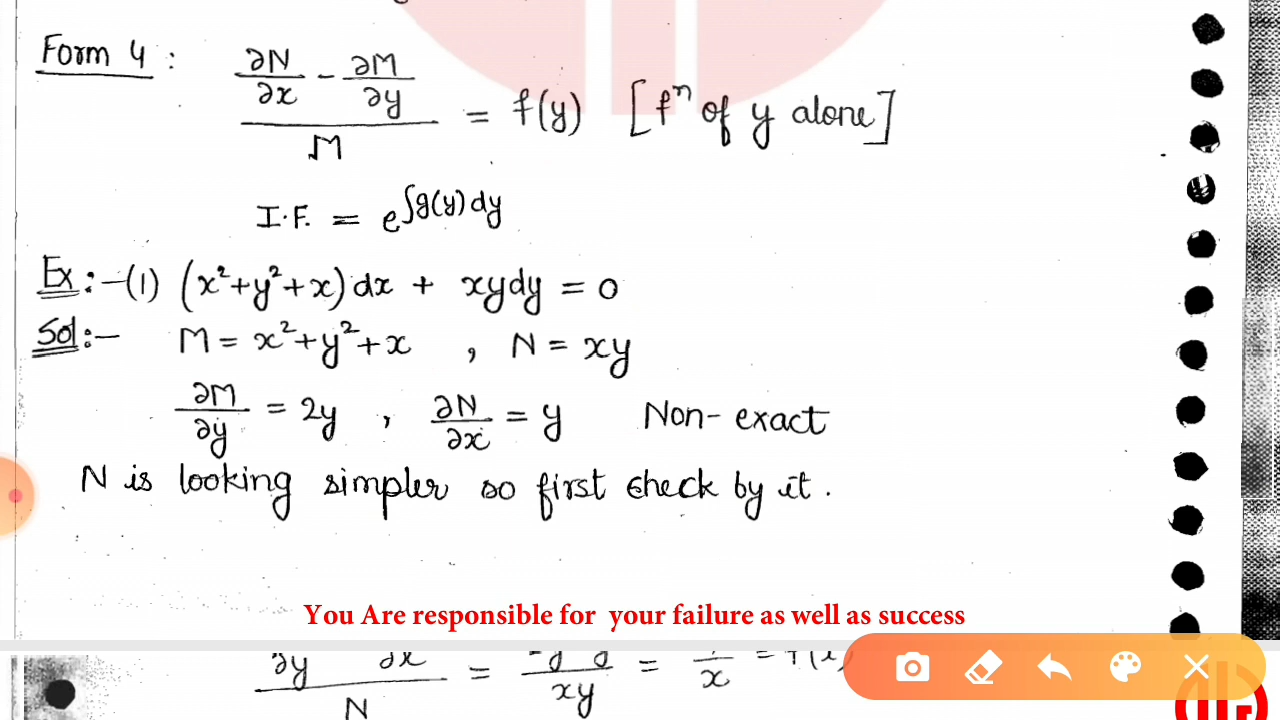 Form 4 : ∂N/∂x - ∂M/∂y / M = f(y) [fⁿ of y alone]
I.F. = e^∫g(y)dy
Ex:-(1) (x²+y²+x)dx + xydy = 0
Sol:- M = x²+y²+x , N = xy
∂M/∂y = 2y , ∂N/∂x = y Non-exact
N is looking simpler so first check by it.
You Are responsible for your failure as well as success
∂y ∂x / N = / xy = / x =